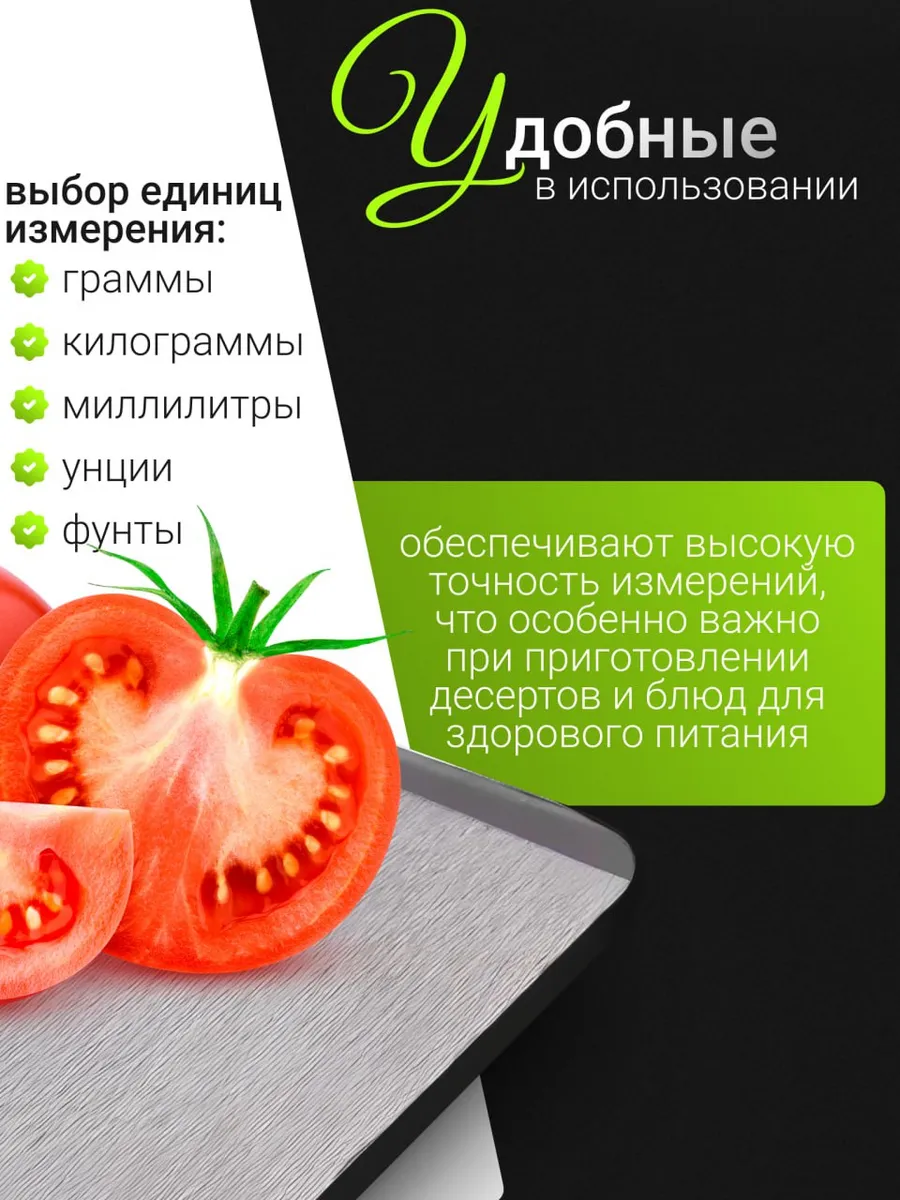 Удобные
в использовании
выбор единиц
измерения:
граммы
килограммы
миллилитры
унции
фунты
обеспечивают высокую
точность измерений,
что особенно важно
при приготовлении
десертов и блюд для
здорового питания